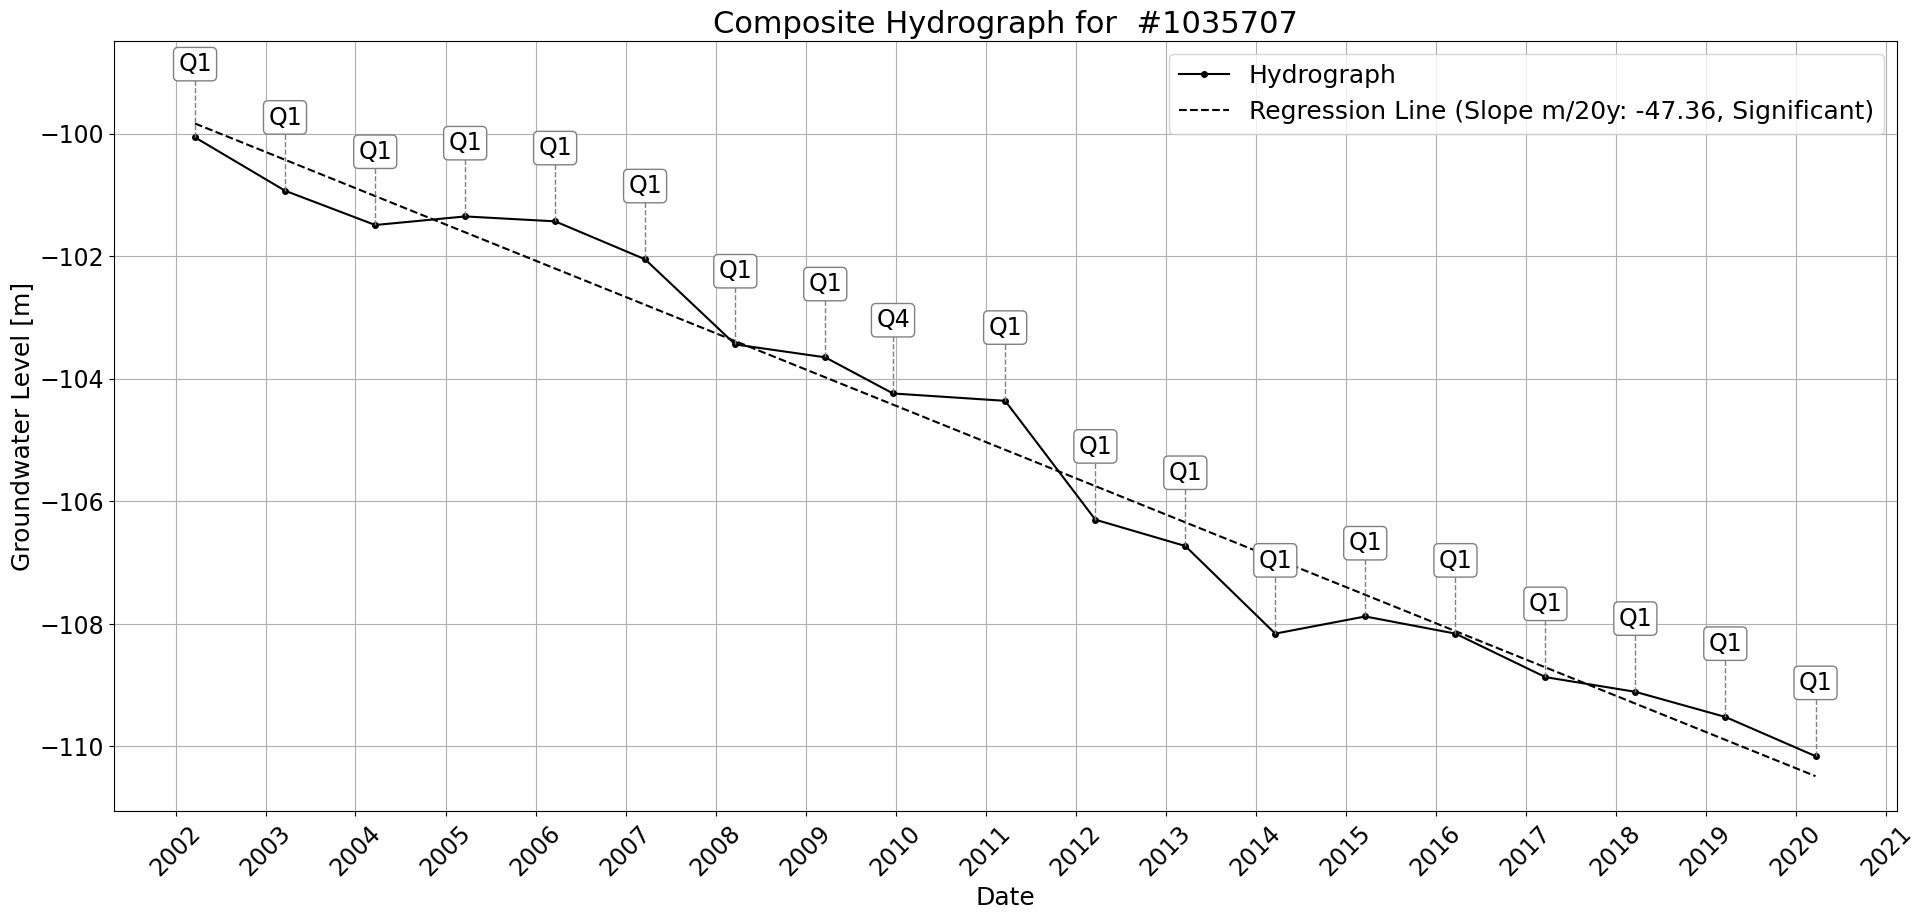 Composite Hydrograph for  #1035707
Hydrograph
Regression Line (Slope m/20y: -47.36, Significant)
Q1
Q1
Q1
Q1
Q1
Q1
Q1
Q1
Q4
Q1
Q1
Q1
Q1
Q1
Q1
Q1
Q1
Q1
Q1
Groundwater Level [m]
−100
−102
−104
−106
−108
−110
2002
2003
2004
2005
2006
2007
2008
2009
2010
2011
2012
2013
2014
2015
2016
2017
2018
2019
2020
2021
Date